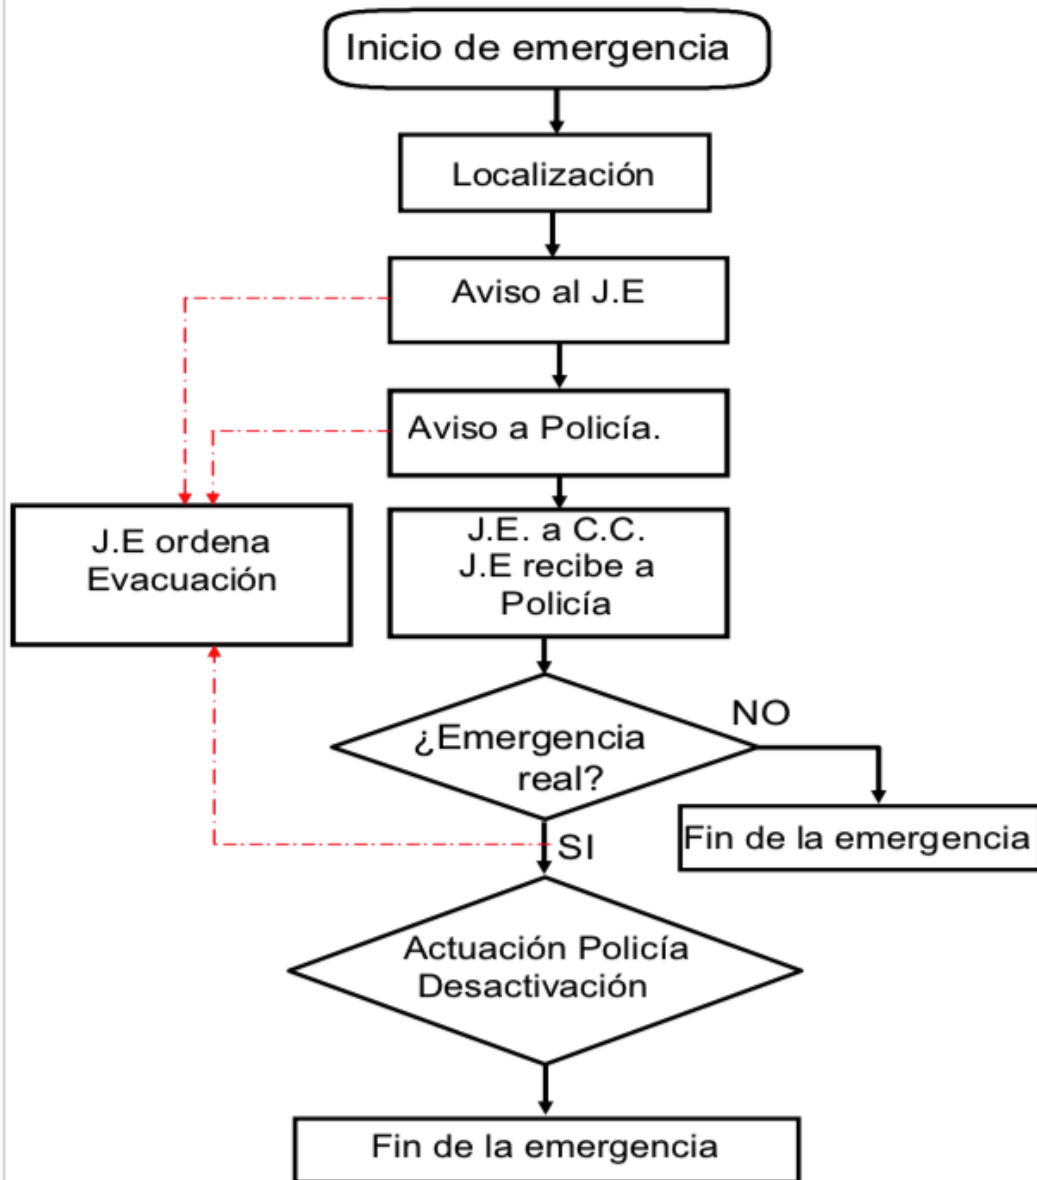 Inicio de emergencia
Localización
Aviso al J.E
Aviso a Policía.
J.E ordena
Evacuación
J.E. a C.C.
J.E recibe a
Policía
¿Emergencia
real?
NO
Fin de la emergencia
SI
Actuación Policía
Desactivación
Fin de la emergencia